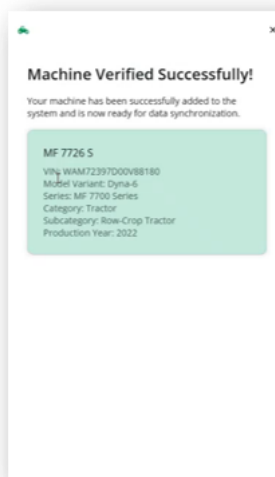 Machine Verified Successfully!
Your machine has been successfully added to the
system and is now ready for data synchronization.
MF 7726 S
VIN: WAM72397D00V88180
Model Variant: Dyna-6
Series: MF 7700 Series
Category: Tractor
Subcategory: Row-Crop Tractor
Production Year: 2022